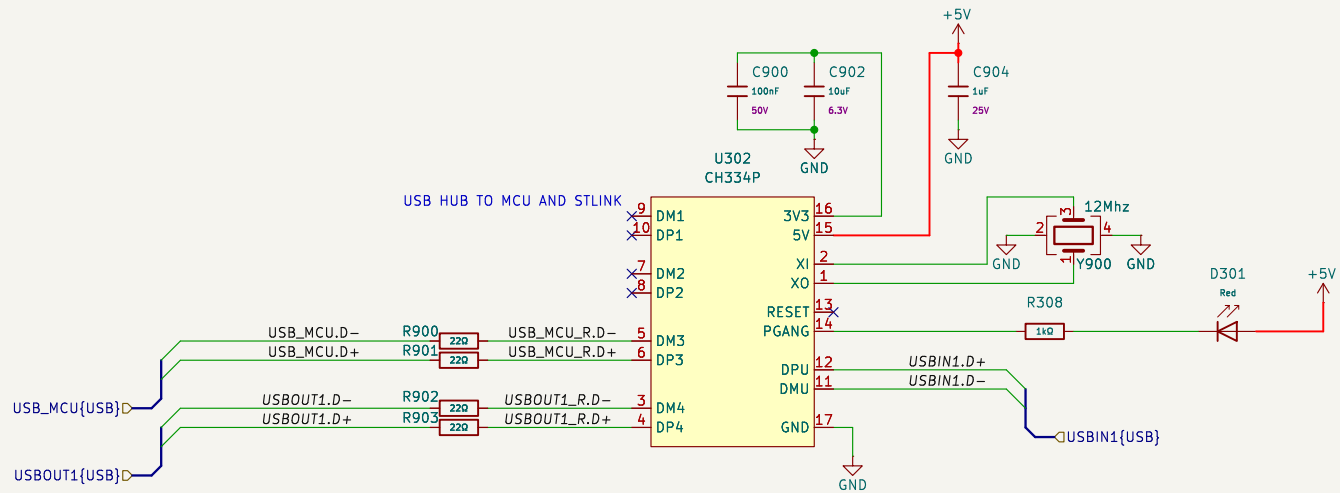 +5V
C900
100nF
50V
C902
10uF
6.3V
C904
1uF
25V
GND
GND
U302
CH334P
USB HUB TO MCU AND STLINK
9 DM1
10 DP1
7 DM2
8 DP2
5 DM3
6 DP3
3 DM4
4 DP4
3V3 16
5V 15
XI 2
XO 1
RESET 13
PGANG 14
DPU 12
DMU 11
GND 17
GND
12Mhz
3
2
4
1
Y900
GND
GND
R308
1kΩ
D301
Red
+5V
USB_MCU.D-
R900
22Ω
USB_MCU_R.D-
USB_MCU.D+
R901
22Ω
USB_MCU_R.D+
USB_MCU{USB}
USBOUT1.D-
R902
22Ω
USBOUT1_R.D-
USBOUT1.D+
R903
22Ω
USBOUT1_R.D+
USBOUT1{USB}
USBIN1.D+
USBIN1.D-
USBIN1{USB}